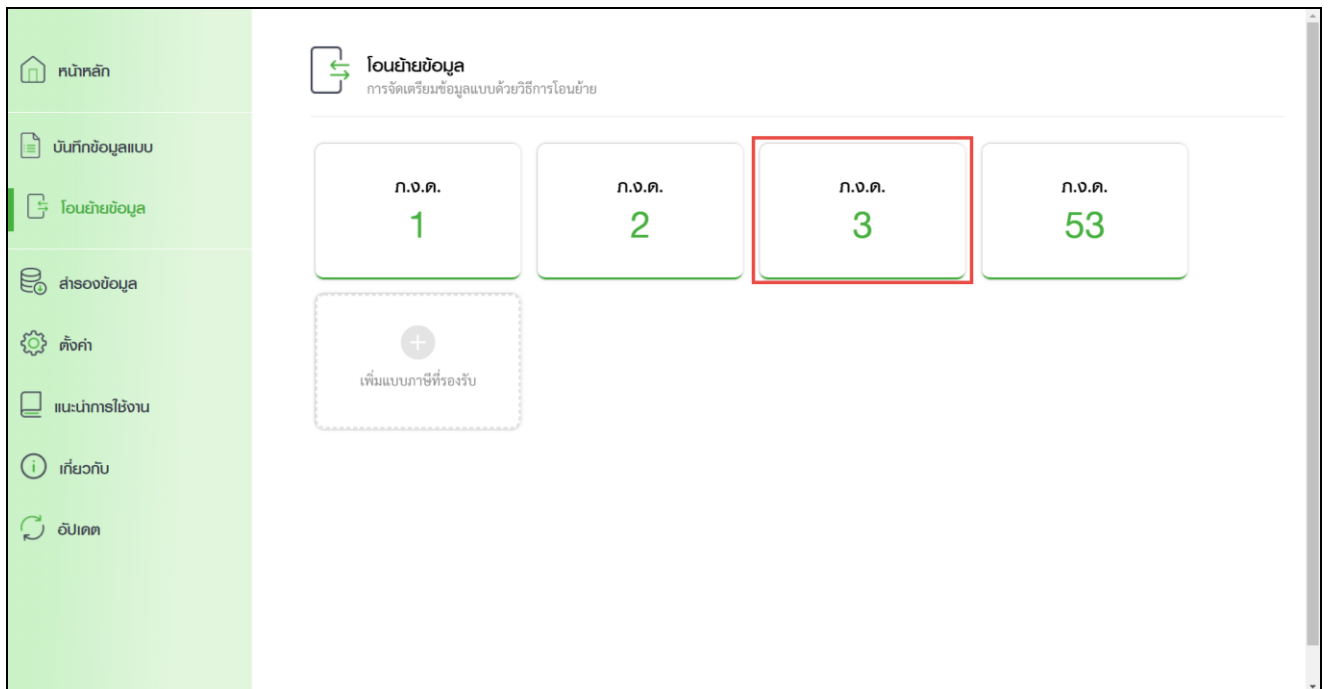 หน้าหลัก
บันทึกข้อมูลแบบ
โอนย้ายข้อมูล
สำรองข้อมูล
ตั้งค่า
แนะนำการใช้งาน
เกี่ยวกับ
อัปเดต
โอนย้ายข้อมูล
การจัดเตรียมข้อมูลแบบด้วยวิธีการโอนย้าย
ภ.ง.ด.
1
ภ.ง.ด.
2
ภ.ง.ด.
3
ภ.ง.ด.
53
เพิ่มแบบภาษีที่รองรับ